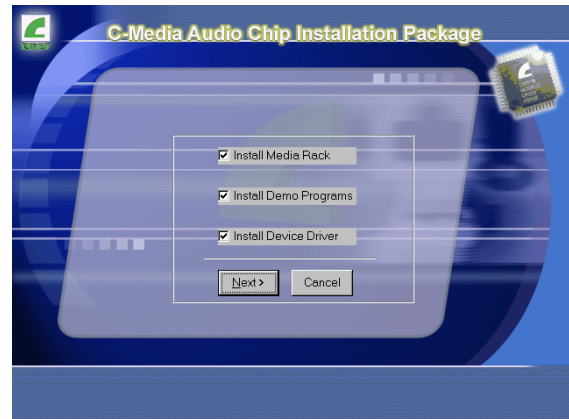 C-Media Audio Chip Installation Package
Install Media Rack
Install Demo Programs
Install Device Driver
Next >
Cancel